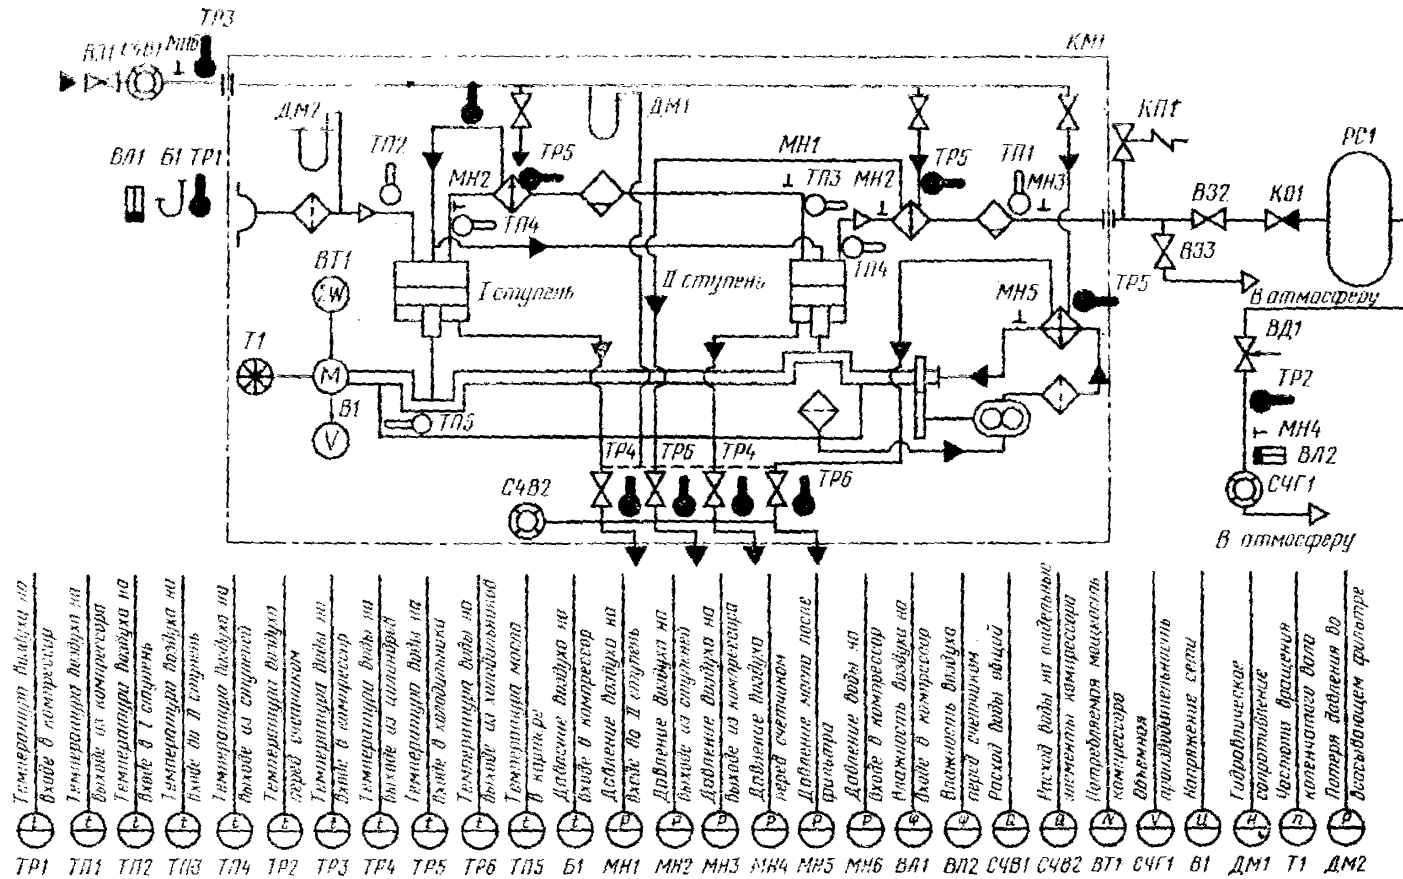 ТР3
ВЗ1
СЧВ1
МН6
КМ1
ДМ2
ДМ1
КП1
РС1
ВЛ1
Б1
ТР1
ТП2
МН2
ТР5
МН1
ТП3
МН2
ТР5
ТП1
МН3
ВЗ2
КО1
ТП4
ТП4
ВЗ3
ВТ1
I ступень
II ступень
МН5
ТР5
В атмосферу
ВД1
Т1
W
М
В1
V
ТП5
ТР2
МН4
ВЛ2
СЧГ1
ТР4
ТР6
ТР4
ТР6
СЧВ2
В атмосферу
Температура воздуха на
входе в компрессор
Температура воздуха на
выходе из компрессора
Температура воздуха на
входе в I ступень
Температура воздуха на
входе во II ступень
Температура воздуха на
выходе из ступеней
Температура воздуха
перед счетчиком
Температура воды на
входе в компрессор
Температура воды на
выходе из цилиндров
Температура воды на
входе в холодильники
Температура воды на
выходе из холодильников
Температура масла
в картере
Давление воздуха на
входе в компрессор
Давление воздуха на
входе во II ступень
Давление воздуха на
выходе из ступеней
Давление воздуха на
выходе из компрессора
Давление воздуха
перед счетчиком
Давление масла после
фильтра
Давление воды на
входе в компрессор
Влажность воздуха на
входе в компрессор
Влажность воздуха
перед счетчиком
Расход воды общий
Расход воды на отдельные
элементы компрессора
Потребляемая мощность
компрессора
Объемная
производительность
Напряжение сети
Гидравлическое
сопротивление
Частота вращения
коленчатого вала
Потеря давления во
всасывающем фильтре
t t t t t t t t t t t t P P P P P P φ φ Q Q N V U H n P
ТР1 ТП1 ТП2 ТП3 ТП4 ТР2 ТР3 ТР4 ТР5 ТР6 ТП5 Б1 МН1 МН2 МН3 МН4 МН5 МН6 ВЛ1 ВЛ2 СЧВ1 СЧВ2 ВТ1 СЧГ1 В1 ДМ1 Т1 ДМ2